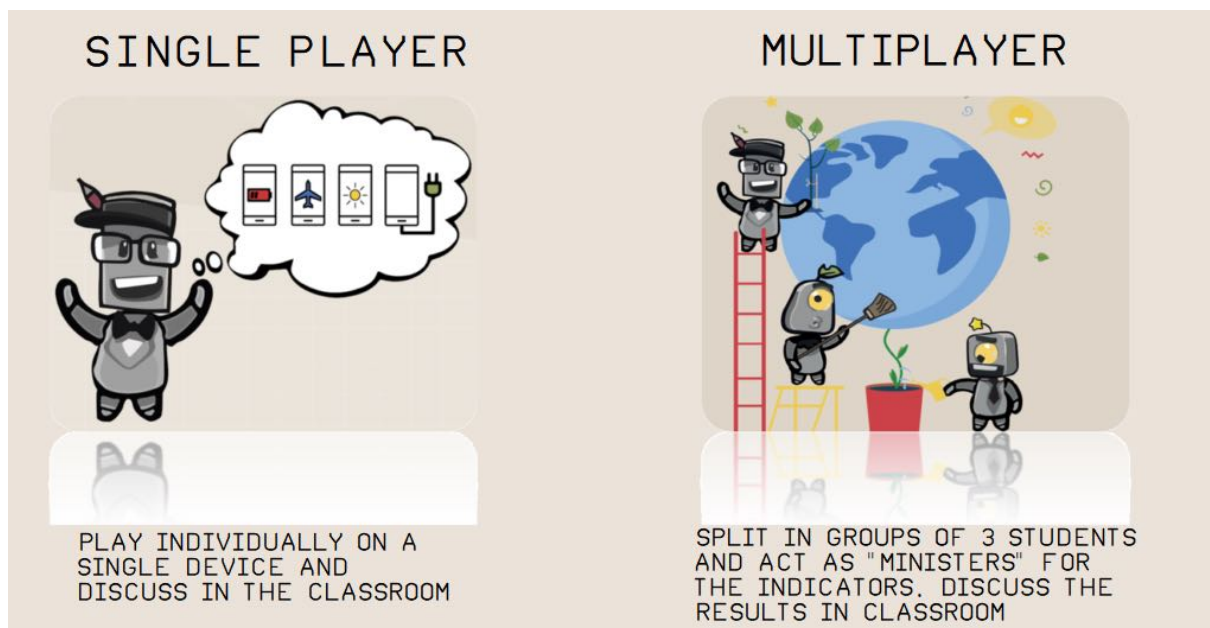 SINGLE PLAYER
PLAY INDIVIDUALLY ON A
SINGLE DEVICE AND
DISCUSS IN THE CLASSROOM
MULTIPLAYER
SPLIT IN GROUPS OF 3 STUDENTS
AND ACT AS "MINISTERS" FOR
THE INDICATORS. DISCUSS THE
RESULTS IN CLASSROOM